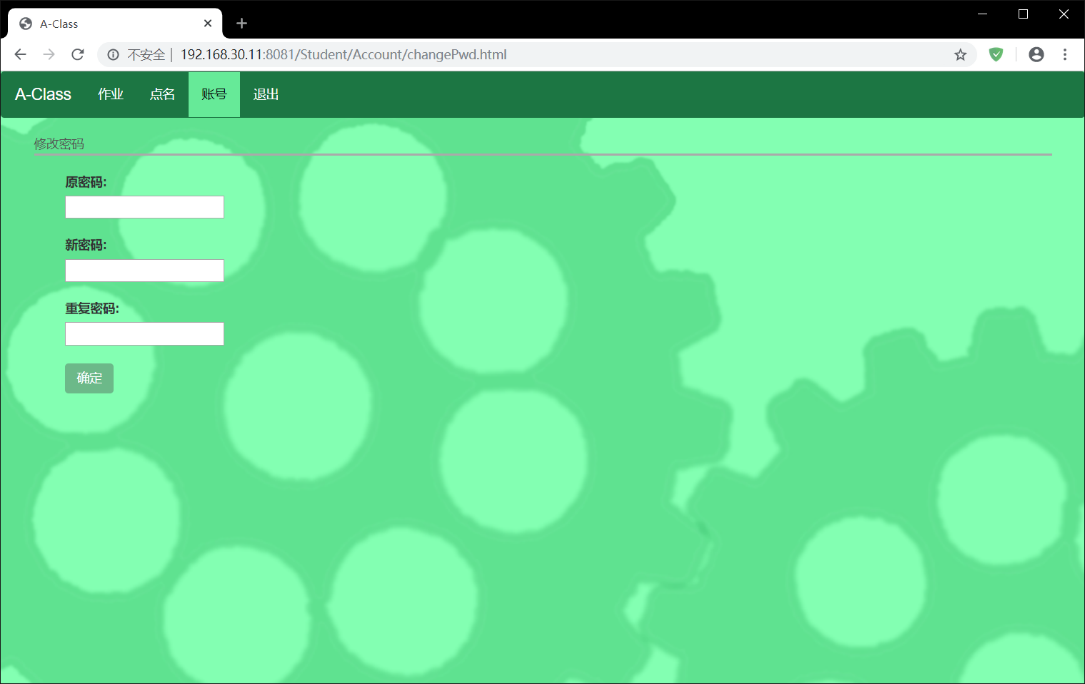 A-Class
不安全 | 192.168.30.11:8081/Student/Account/changePwd.html
A-Class 作业 点名 账号 退出
修改密码
原密码:
新密码:
重复密码:
确定